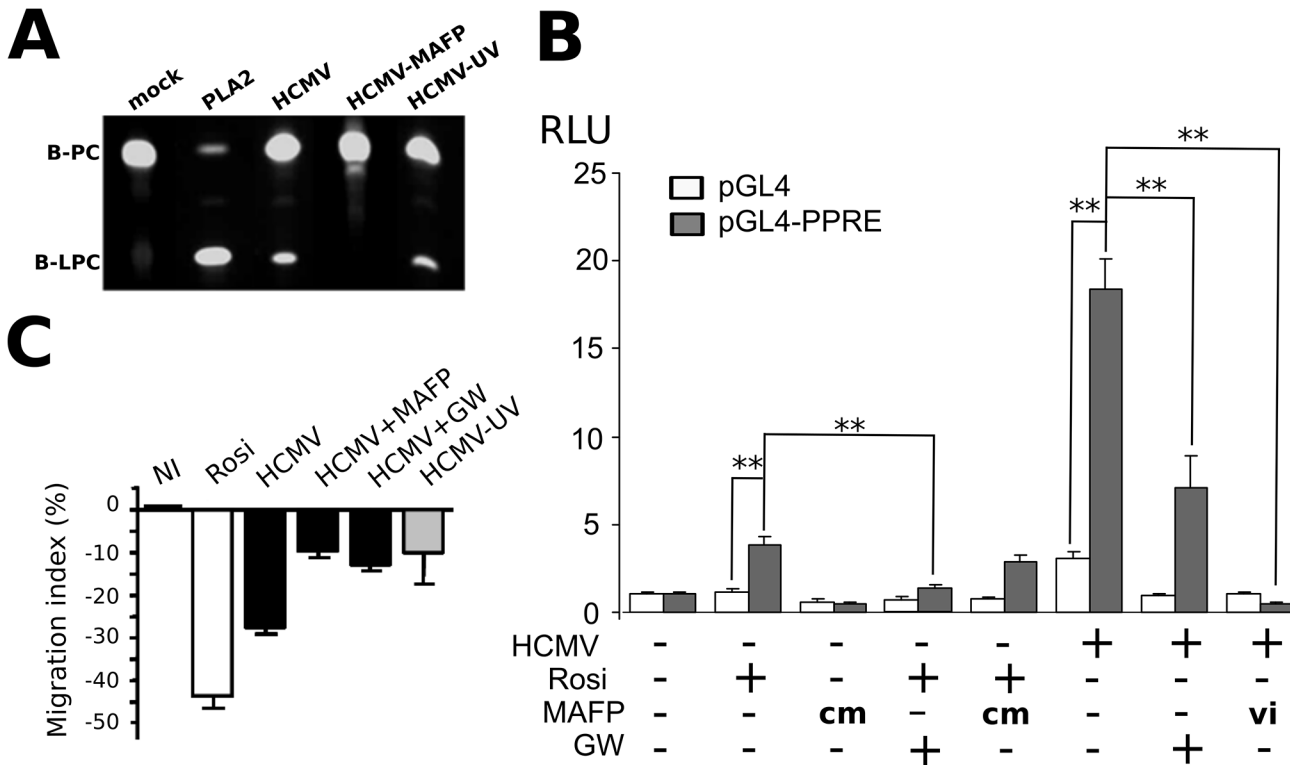 A
mock PLA2 HCMV HCMV-MAFP HCMV-UV
B-PC
B-LPC
B
RLU
pGL4
pGL4-PPRE
25
20
15
10
5
0
** ** ** ** **
HCMV - - - - - + + +
Rosi - + - + + - - -
MAFP - - cm - cm - - vi
GW - - - + - - + -
C
NI Rosi HCMV HCMV+MAFP HCMV+GW HCMV-UV
Migration index (%)
0
-10
-20
-30
-40
-50